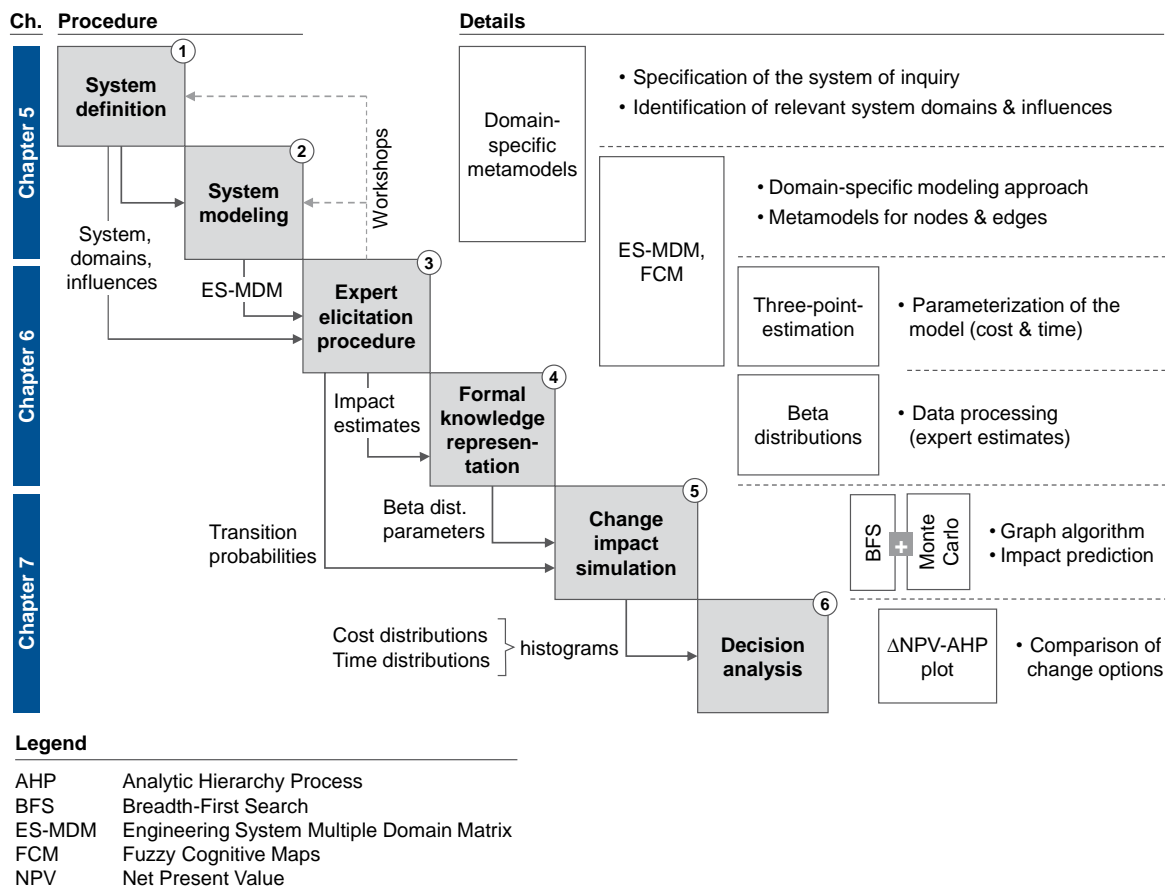 Ch.
Procedure
Details
Chapter 5
Chapter 6
Chapter 7
1
System
definition
2
System
modeling
3
Expert
elicitation
procedure
4
Formal
knowledge
represen-
tation
5
Change
impact
simulation
6
Decision
analysis
Workshops
System,
domains,
influences
ES-MDM
Impact
estimates
Transition
probabilities
Beta dist.
parameters
Cost distributions
Time distributions
histograms
Domain-
specific
metamodels
• Specification of the system of inquiry
• Identification of relevant system domains & influences
ES-MDM,
FCM
• Domain-specific modeling approach
• Metamodels for nodes & edges
Three-point-
estimation
• Parameterization of the
model (cost & time)
Beta
distributions
• Data processing
(expert estimates)
BFS
+
Monte
Carlo
• Graph algorithm
• Impact prediction
ΔNPV-AHP
plot
• Comparison of
change options
Legend
AHP Analytic Hierarchy Process
BFS Breadth-First Search
ES-MDM Engineering System Multiple Domain Matrix
FCM Fuzzy Cognitive Maps
NPV Net Present Value